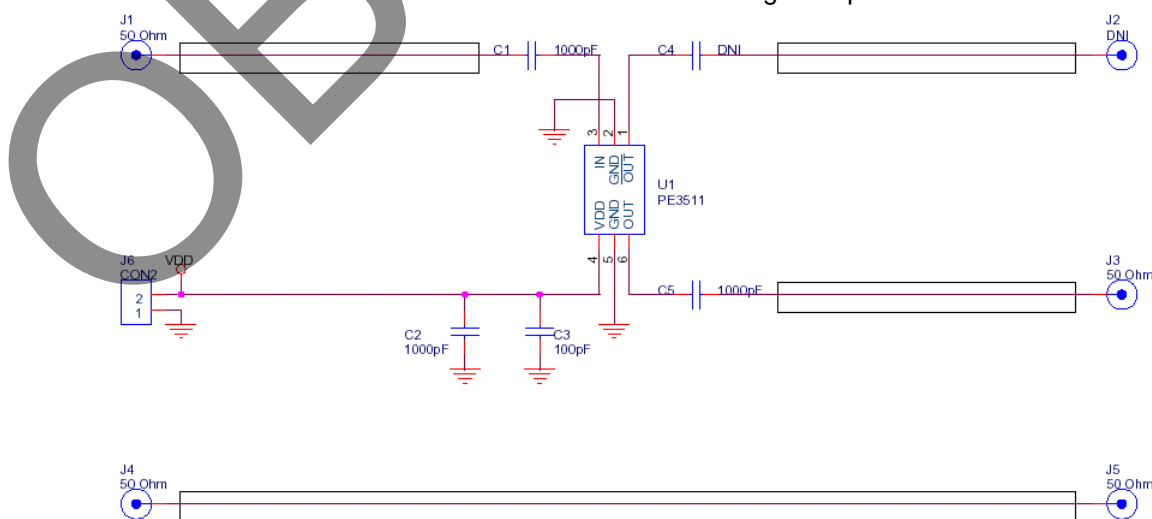 J1
50 Ohm
C1
1000pF
C4
DNI
J2
DNI
3
2
1
IN
GND
OUT
U1
PE3511
VDD
GND
OUT
4
5
6
J6
CON2
VDD
2
1
C2
1000pF
C3
100pF
C5
1000pF
J3
50 Ohm
J4
50 Ohm
J5
50 Ohm